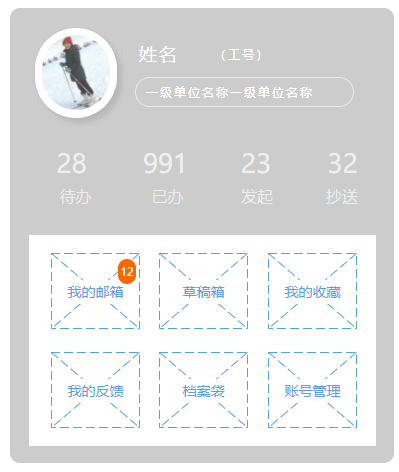 姓名 （工号）
一级单位名称一级单位名称
28 991 23 32
待办 已办 发起 抄送
12
我的邮箱 草稿箱 我的收藏
我的反馈 档案袋 账号管理